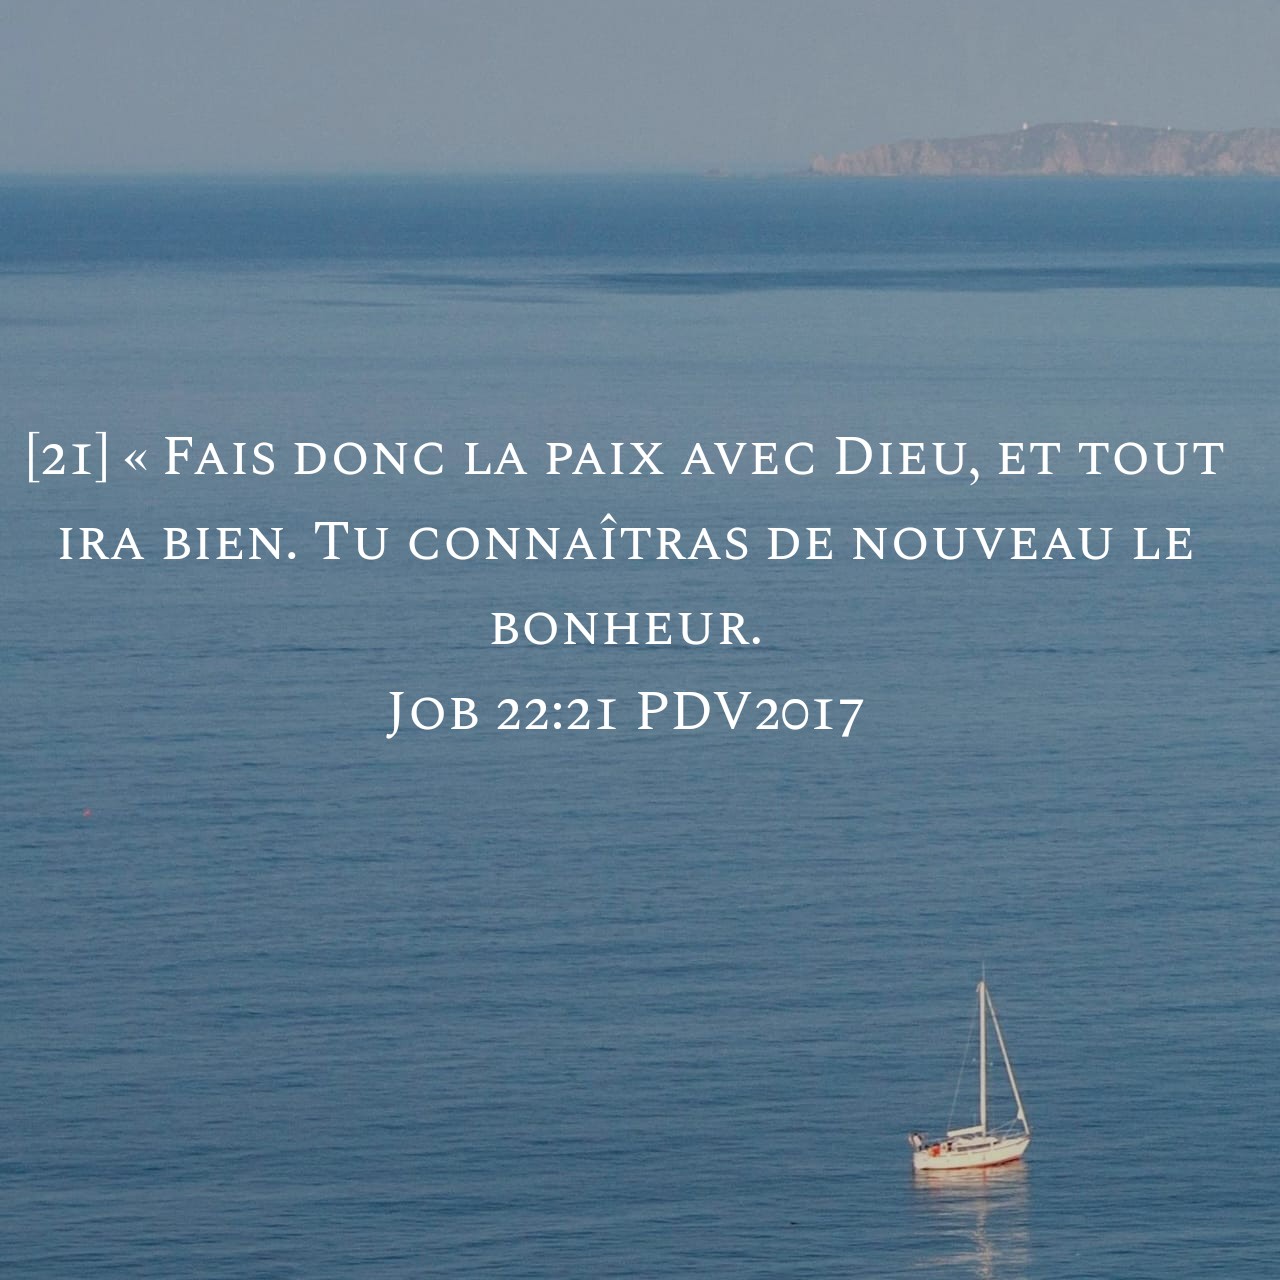 [21] « Fais donc la paix avec Dieu, et tout
ira bien. Tu connaîtras de nouveau le
bonheur.
Job 22:21 PDV2017